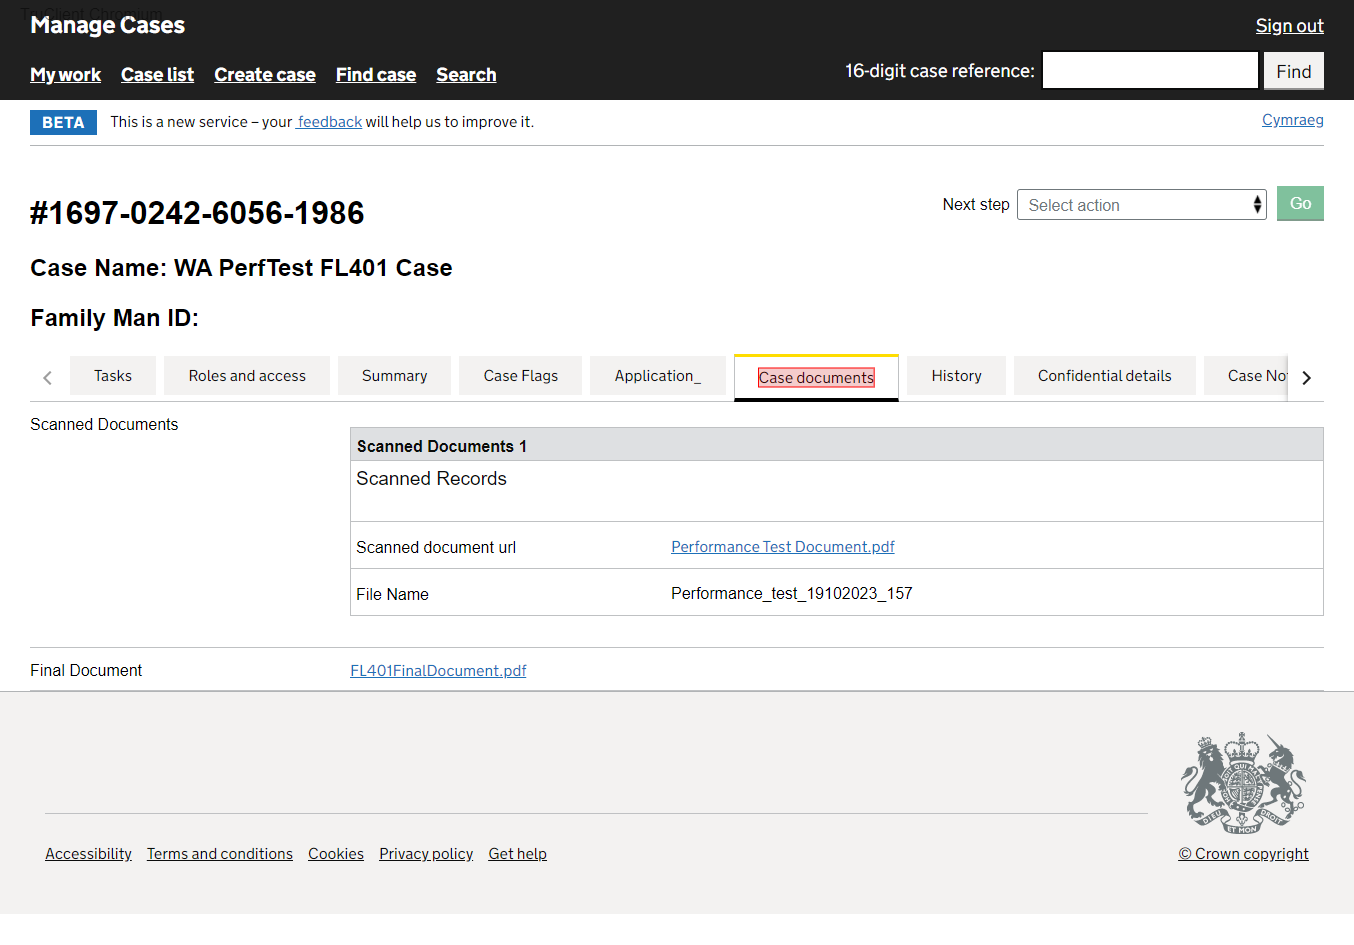 TruClient Chromium
Manage Cases
Sign out
My work Case list Create case Find case Search
16-digit case reference: Find
BETA This is a new service – your feedback will help us to improve it.
Cymraeg
#1697-0242-6056-1986
Next step Select action Go
Case Name: WA PerfTest FL401 Case
Family Man ID:
Tasks Roles and access Summary Case Flags Application_ Case documents History Confidential details Case No
Scanned Documents
Scanned Documents 1
Scanned Records
Scanned document url Performance Test Document.pdf
File Name Performance_test_19102023_157
Final Document FL401FinalDocument.pdf
DIEU ET MON DROIT
Accessibility Terms and conditions Cookies Privacy policy Get help
© Crown copyright